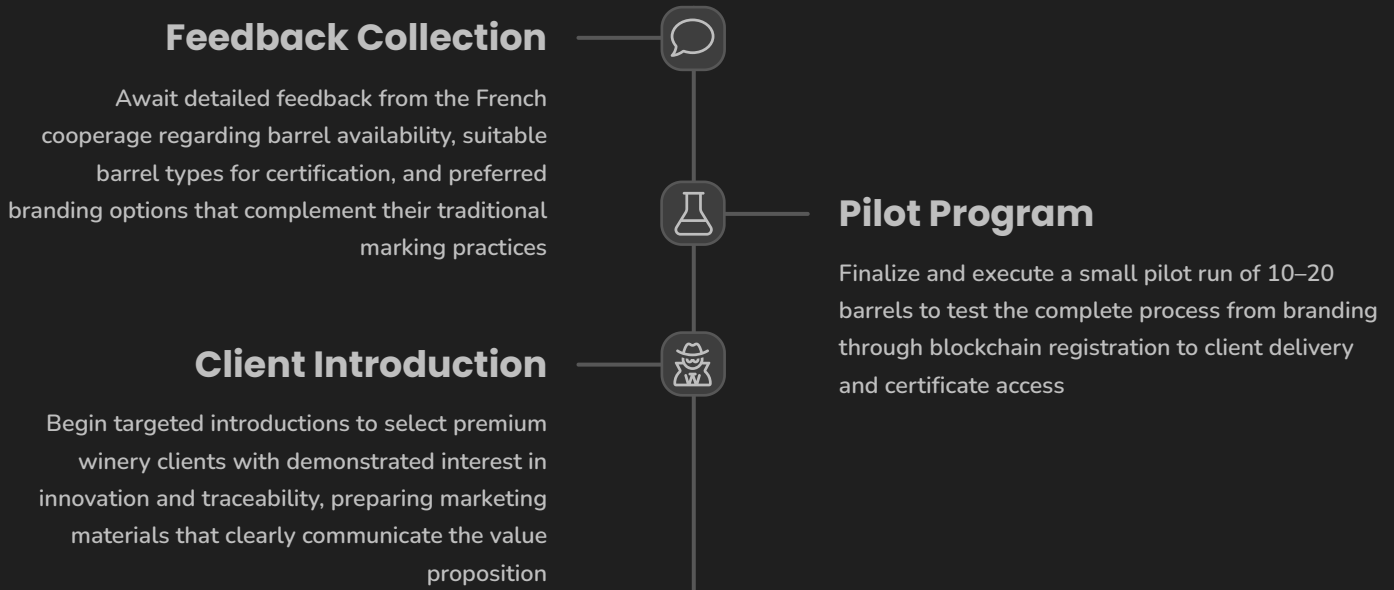 Feedback Collection
Await detailed feedback from the French
cooperage regarding barrel availability, suitable
barrel types for certification, and preferred
branding options that complement their traditional
marking practices
Pilot Program
Finalize and execute a small pilot run of 10–20
barrels to test the complete process from branding
through blockchain registration to client delivery
and certificate access
Client Introduction
Begin targeted introductions to select premium
winery clients with demonstrated interest in
innovation and traceability, preparing marketing
materials that clearly communicate the value
proposition